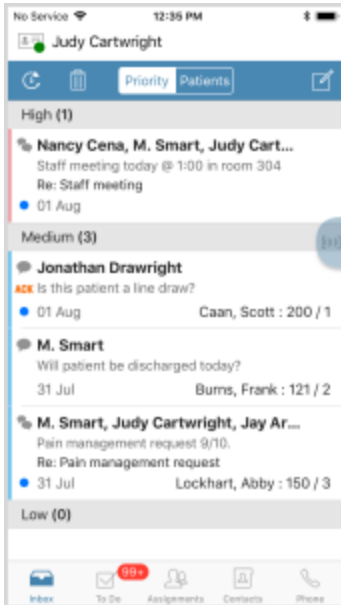 No Service 12:35 PM
Judy Cartwright
Priority Patients
High (1)
Nancy Cena, M. Smart, Judy Cart...
Staff meeting today @ 1:00 in room 304
Re: Staff meeting
01 Aug
Medium (3)
Jonathan Drawright
ACK Is this patient a line draw?
01 Aug Caan, Scott : 200 / 1
M. Smart
Will patient be discharged today?
31 Jul Burns, Frank : 121 / 2
M. Smart, Judy Cartwright, Jay Ar...
Pain management request 9/10.
Re: Pain management request
31 Jul Lockhart, Abby : 150 / 3
Low (0)
99+
Inbox To Do Assignments Contacts Phone